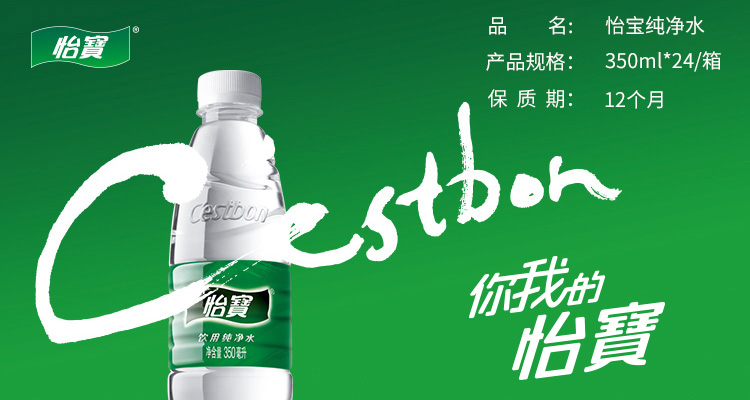 怡寶®
品 名： 怡宝纯净水
产品规格： 350ml*24/箱
保 质 期： 12个月
C'estbon
Cestbon
怡寶
饮用纯净水
净含量 350毫升
你我的
怡寶